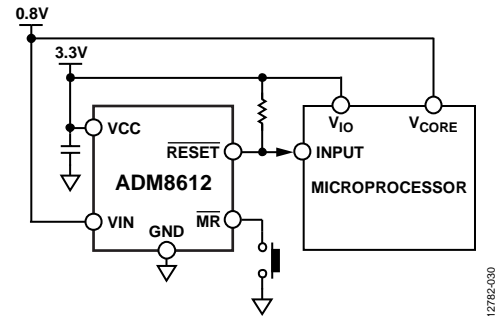 0.8V
3.3V
VCC
RESET
ADM8612
VIN
GND
MR
VIO
VCORE
INPUT
MICROPROCESSOR
12782-030